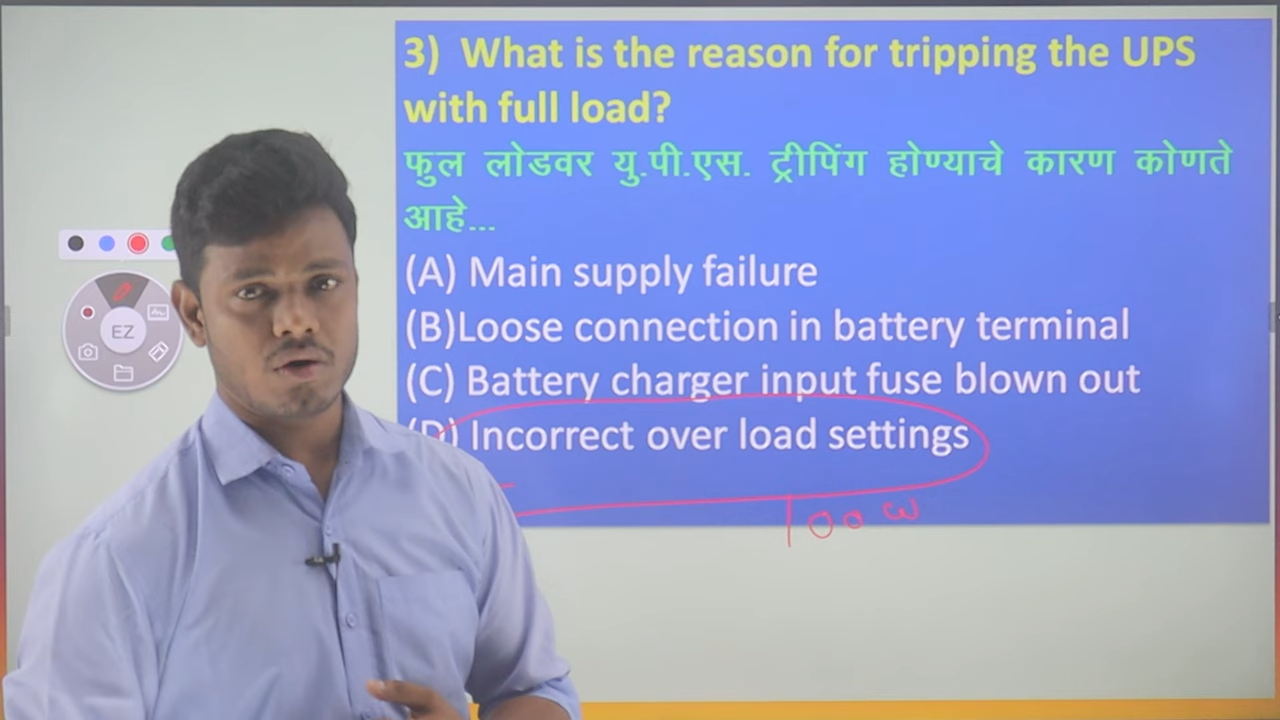 3) What is the reason for tripping the UPS
with full load?
फुल लोडवर यु.पी.एस. ट्रीपिंग होण्याचे कारण कोणते
आहे...
(A) Main supply failure
(B)Loose connection in battery terminal
(C) Battery charger input fuse blown out
(D) Incorrect over load settings
100 W
EZ